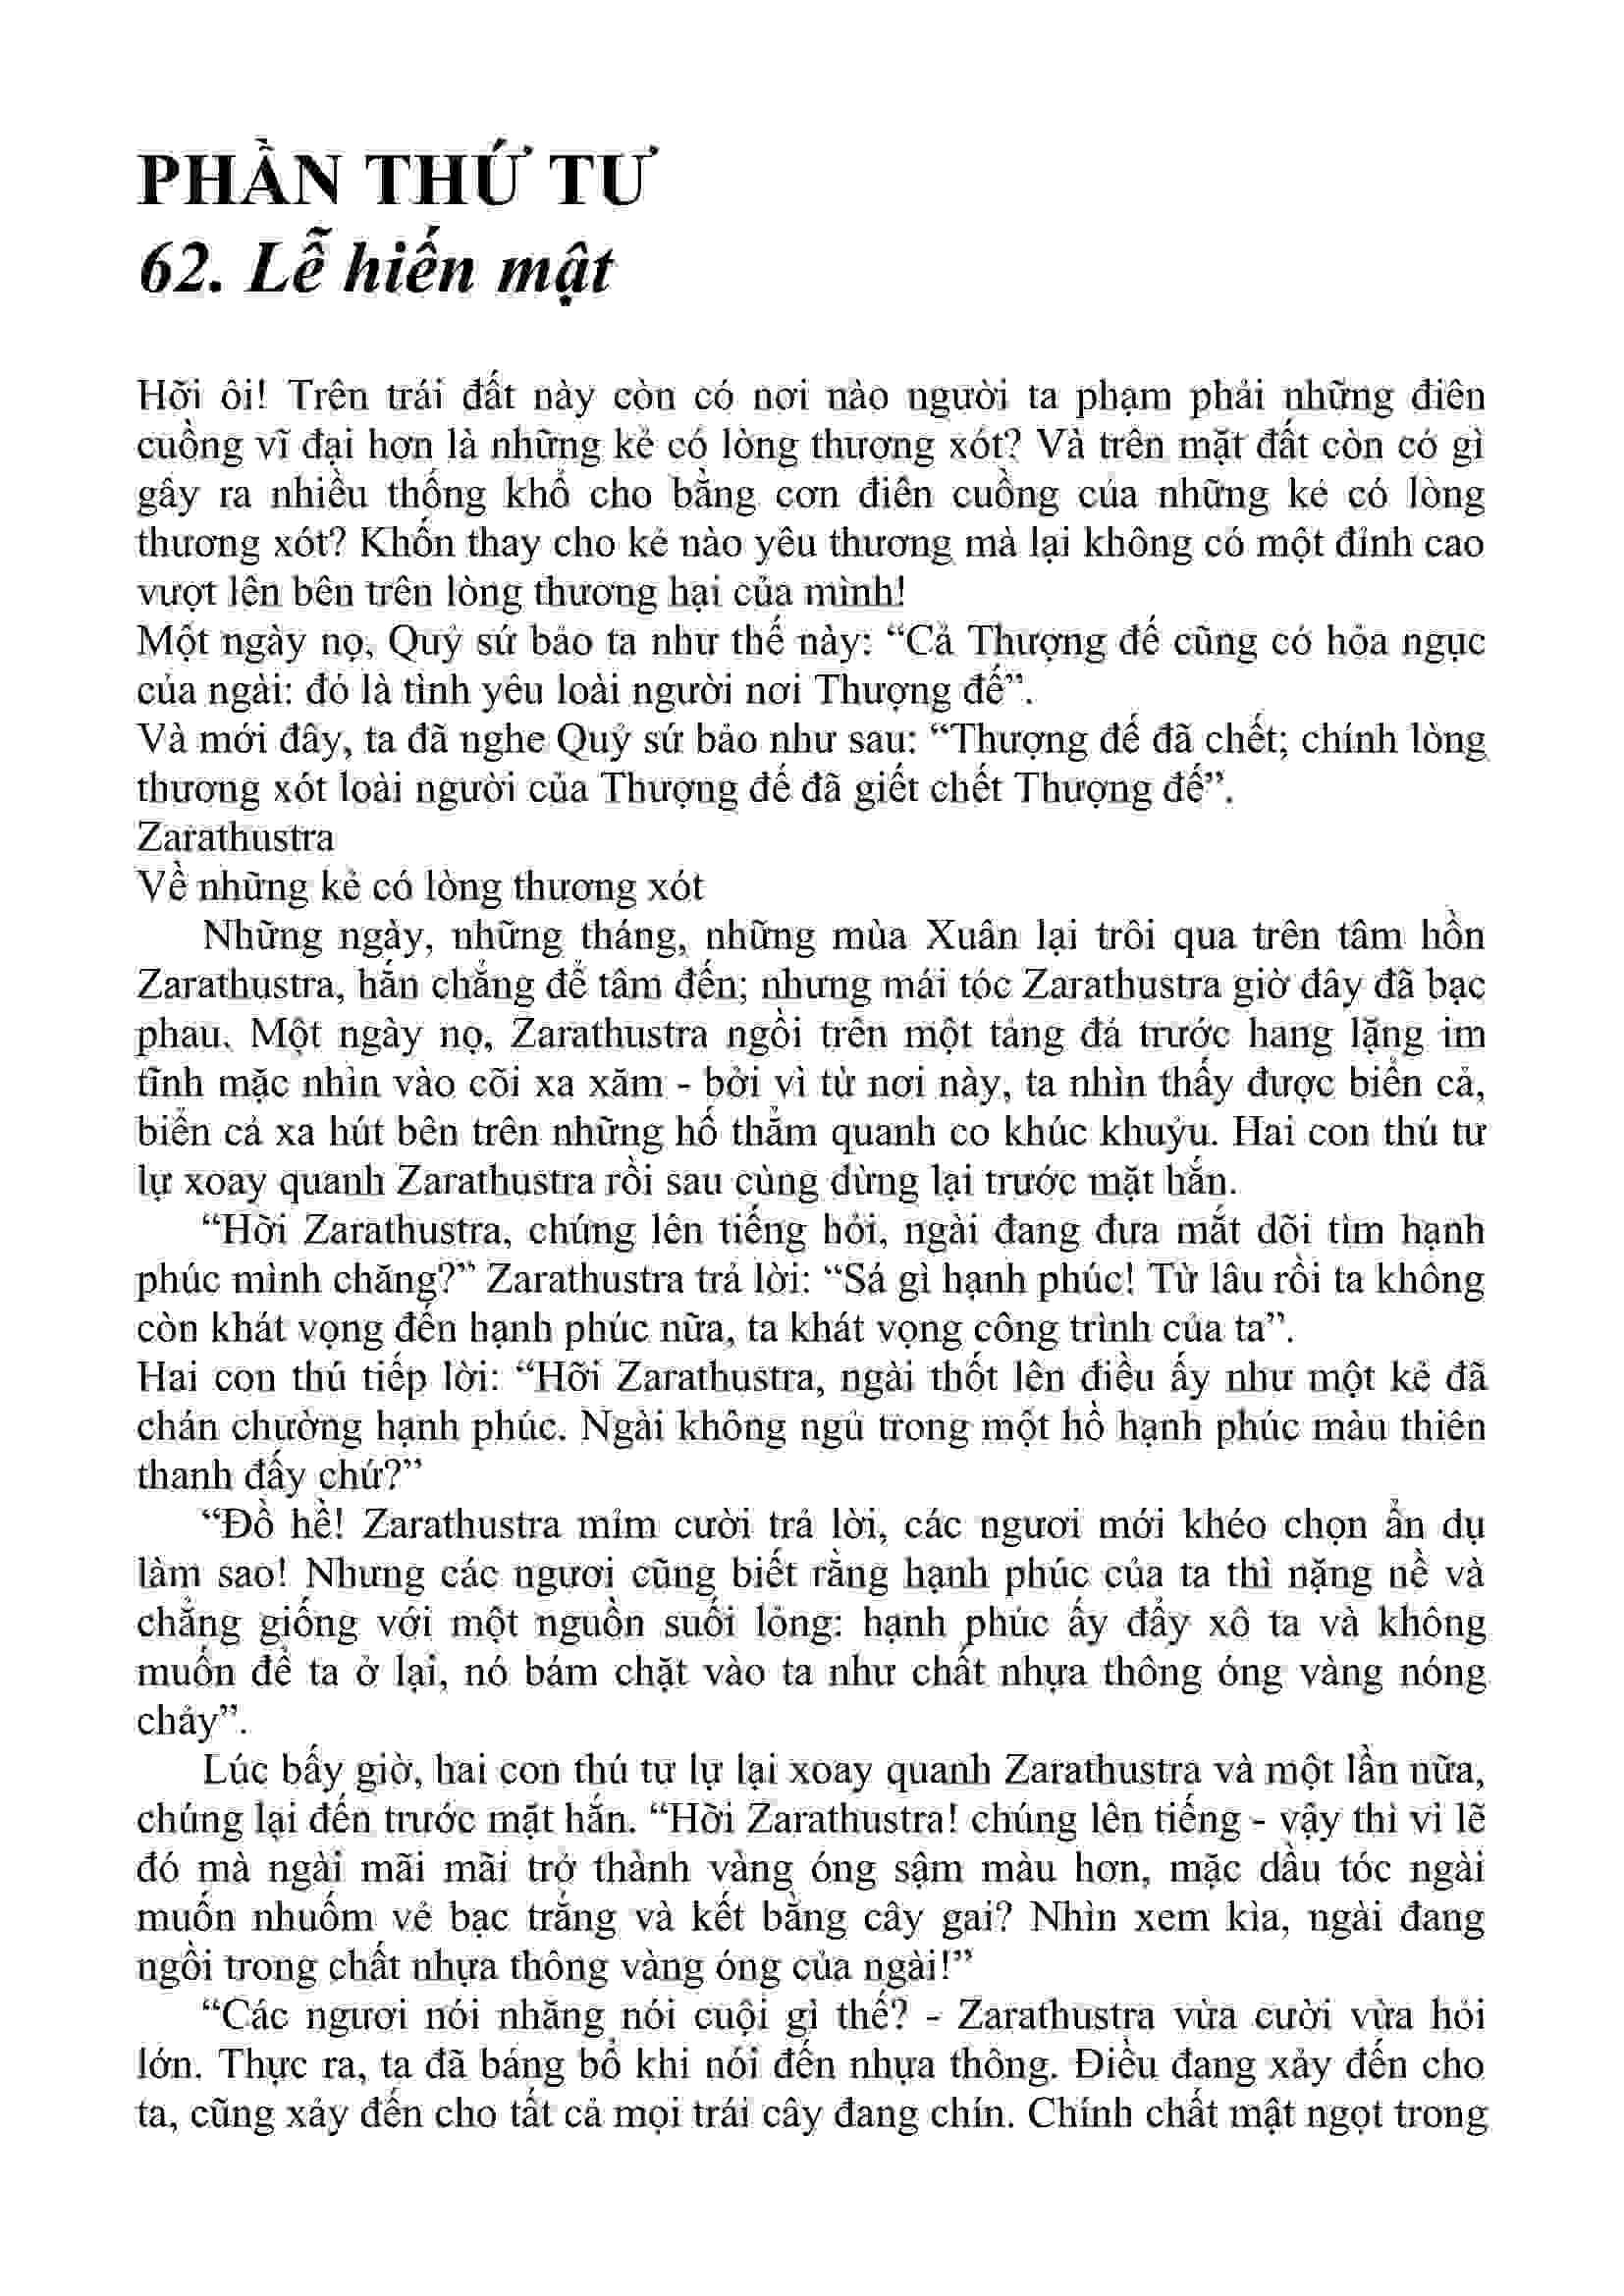 PHẦN THỨ TƯ
62. Lễ hiến mật
Hỡi ôi! Trên trái đất này còn có nơi nào người ta phạm phải những điên
cuồng vĩ đại hơn là những kẻ có lòng thương xót? Và trên mặt đất còn có gì
gây ra nhiều thống khổ cho bằng cơn điên cuồng của những kẻ có lòng
thương xót? Khốn thay cho kẻ nào yêu thương mà lại không có một đỉnh cao
vượt lên bên trên lòng thương hại của mình!
Một ngày nọ, Quỷ sứ bảo ta như thế này: “Cả Thượng đế cũng có hỏa ngục
của ngài: đó là tình yêu loài người nơi Thượng đế”.
Và mới đây, ta đã nghe Quỷ sứ bảo như sau: “Thượng đế đã chết; chính lòng
thương xót loài người của Thượng đế đã giết chết Thượng đế”.
Zarathustra
Về những kẻ có lòng thương xót
Những ngày, những tháng, những mùa Xuân lại trôi qua trên tâm hồn
Zarathustra, hắn chẳng để tâm đến; nhưng mái tóc Zarathustra giờ đây đã bạc
phau. Một ngày nọ, Zarathustra ngồi trên một tảng đá trước hang lặng im
tĩnh mặc nhìn vào cõi xa xăm - bởi vì từ nơi này, ta nhìn thấy được biển cả,
biển cả xa hút bên trên những hố thẳm quanh co khúc khuỷu. Hai con thú tư
lự xoay quanh Zarathustra rồi sau cùng dừng lại trước mặt hắn.
“Hỡi Zarathustra, chúng lên tiếng hỏi, ngài đang đưa mắt dõi tìm hạnh
phúc mình chăng?” Zarathustra trả lời: “Sá gì hạnh phúc! Từ lâu rồi ta không
còn khát vọng đến hạnh phúc nữa, ta khát vọng công trình của ta”.
Hai con thú tiếp lời: “Hỡi Zarathustra, ngài thốt lên điều ấy như một kẻ đã
chán chường hạnh phúc. Ngài không ngủ trong một hồ hạnh phúc màu thiên
thanh đấy chứ?”
“Đồ hề! Zarathustra mỉm cười trả lời, các ngươi mới khéo chọn ẩn dụ
làm sao! Nhưng các ngươi cũng biết rằng hạnh phúc của ta thì nặng nề và
chẳng giống với một nguồn suối lỏng: hạnh phúc ấy đẩy xô ta và không
muốn để ta ở lại, nó bám chặt vào ta như chất nhựa thông óng vàng nóng
chảy”.
Lúc bấy giờ, hai con thú tự lự lại xoay quanh Zarathustra và một lần nữa,
chúng lại đến trước mặt hắn. “Hỡi Zarathustra! chúng lên tiếng - vậy thì vì lẽ
đó mà ngài mãi mãi trở thành vàng óng sậm màu hơn, mặc dầu tóc ngài
muốn nhuốm vẻ bạc trắng và kết bằng cây gai? Nhìn xem kìa, ngài đang
ngồi trong chất nhựa thông vàng óng của ngài!”
“Các ngươi nói nhăng nói cuội gì thế? - Zarathustra vừa cười vừa hỏi
lớn. Thực ra, ta đã báng bổ khi nói đến nhựa thông. Điều đang xảy đến cho
ta, cũng xảy đến cho tất cả mọi trái cây đang chín. Chính chất mật ngọt trong